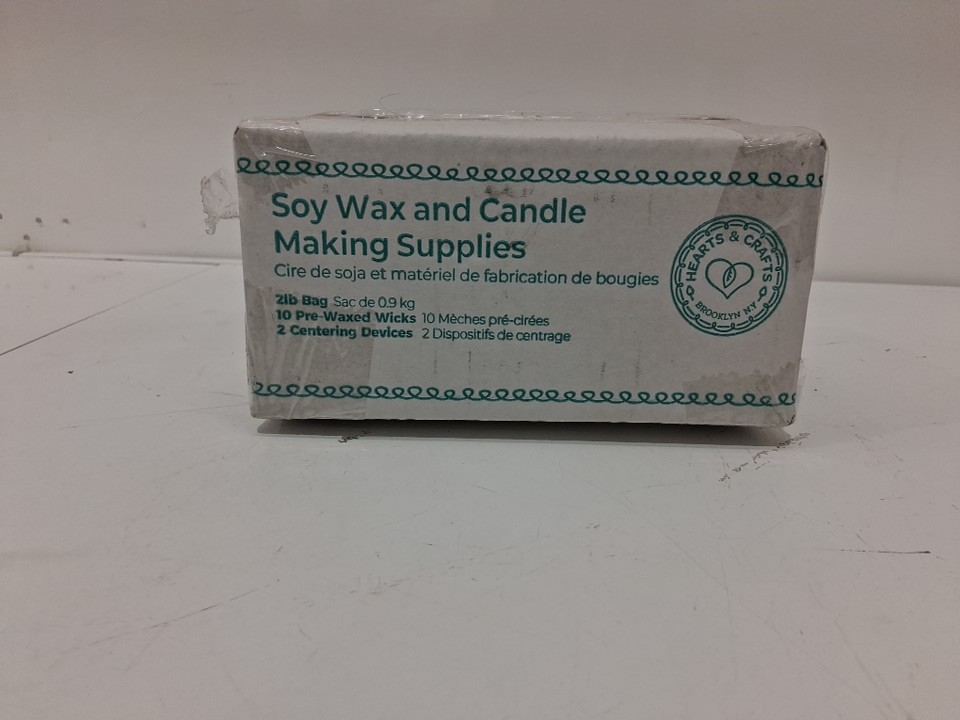 Soy Wax and Candle
Making Supplies
Cire de soja et matériel de fabrication de bougies
2lb Bag Sac de 0.9 kg
10 Pre-Waxed Wicks 10 Mèches pré-cirées
2 Centering Devices 2 Dispositifs de centrage
HEARTS & CRAFTS
BROOKLYN NY